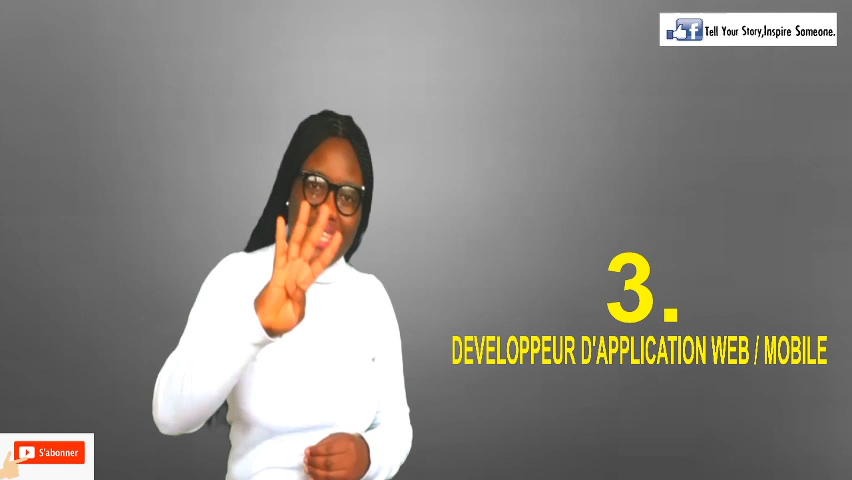 Tell Your Story,Inspire Someone.
3.
DEVELOPPEUR D'APPLICATION WEB / MOBILE
S'abonner